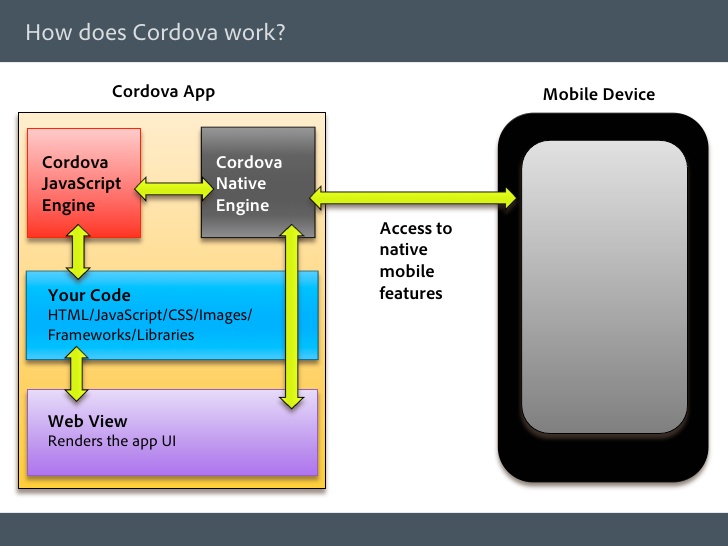 How does Cordova work?
Cordova App
Mobile Device
Cordova
JavaScript
Engine
Cordova
Native
Engine
Access to
native
mobile
features
Your Code
HTML/JavaScript/CSS/Images/
Frameworks/Libraries
Web View
Renders the app UI